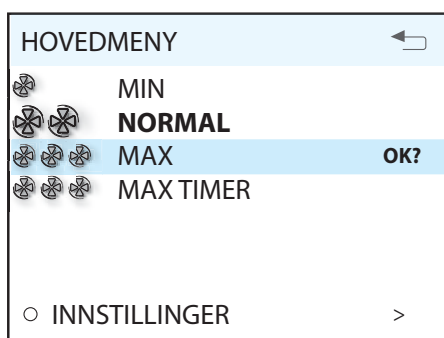 HOVEDMENY
MIN
NORMAL
MAX OK?
MAX TIMER
INNSTILLINGER >